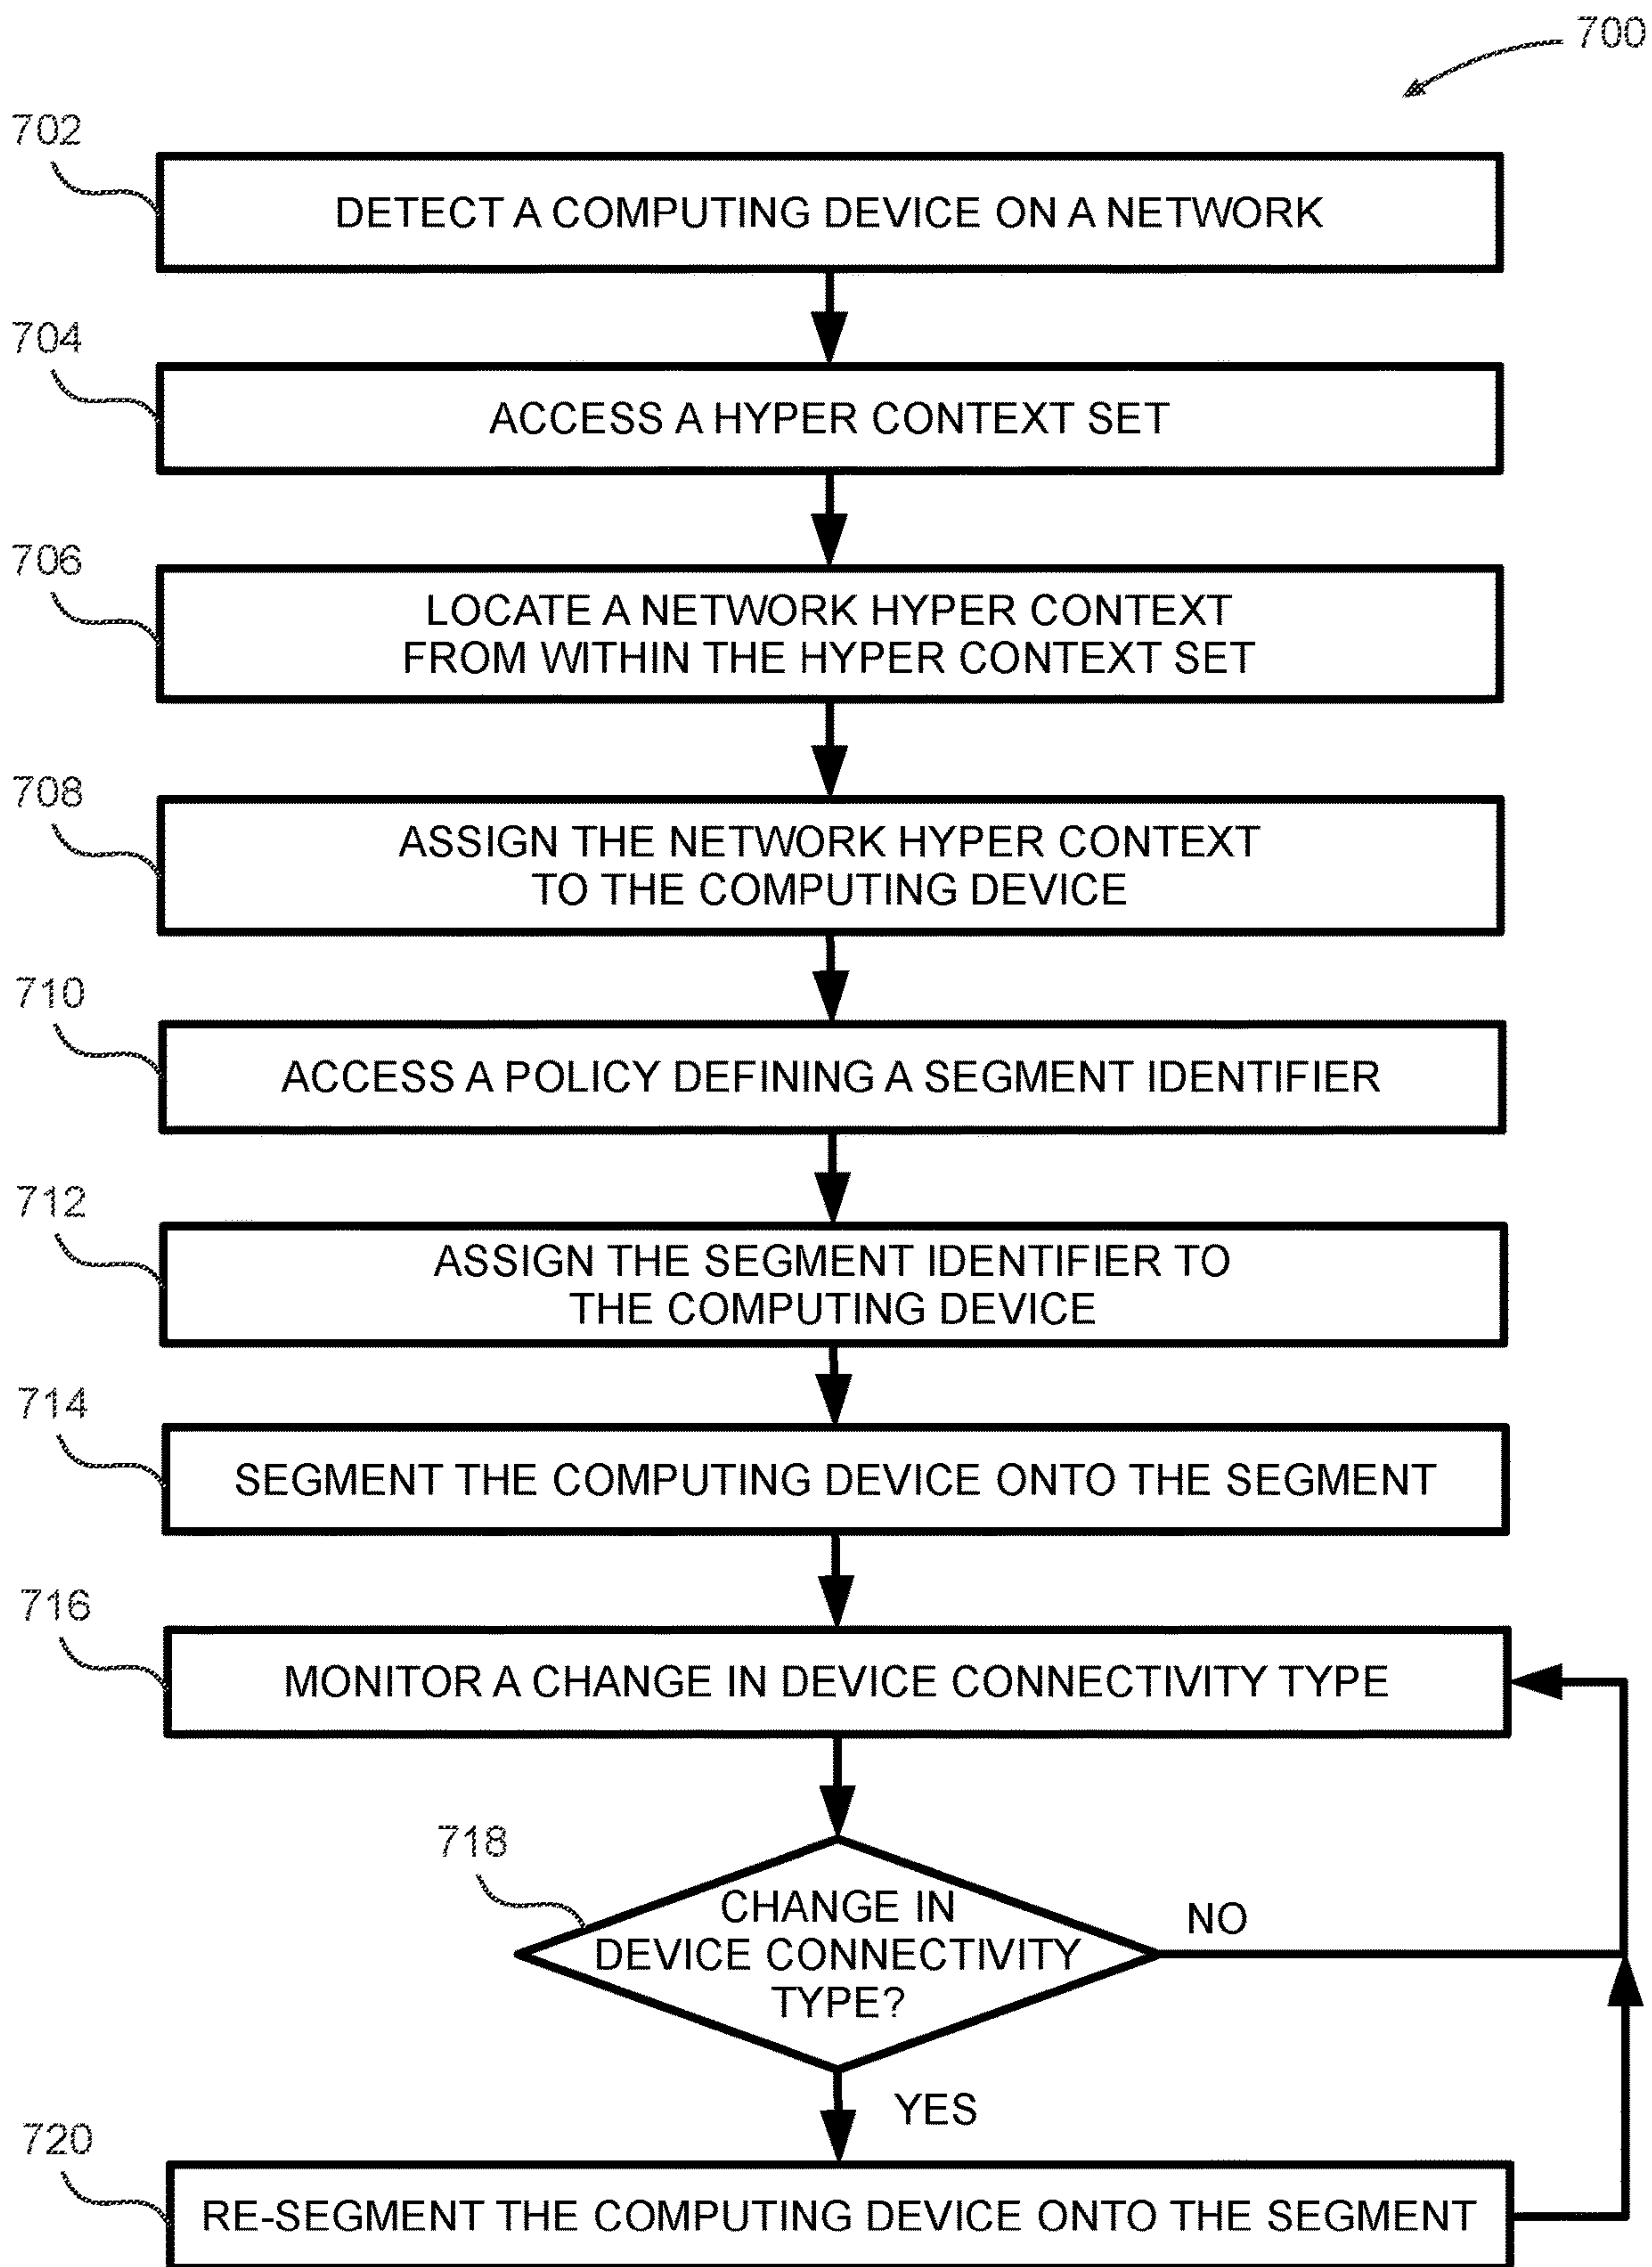 700
702
DETECT A COMPUTING DEVICE ON A NETWORK
704
ACCESS A HYPER CONTEXT SET
706
LOCATE A NETWORK HYPER CONTEXT
FROM WITHIN THE HYPER CONTEXT SET
708
ASSIGN THE NETWORK HYPER CONTEXT
TO THE COMPUTING DEVICE
710
ACCESS A POLICY DEFINING A SEGMENT IDENTIFIER
712
ASSIGN THE SEGMENT IDENTIFIER TO
THE COMPUTING DEVICE
714
SEGMENT THE COMPUTING DEVICE ONTO THE SEGMENT
716
MONITOR A CHANGE IN DEVICE CONNECTIVITY TYPE
718
CHANGE IN
DEVICE CONNECTIVITY
TYPE?
NO
YES
720
RE-SEGMENT THE COMPUTING DEVICE ONTO THE SEGMENT